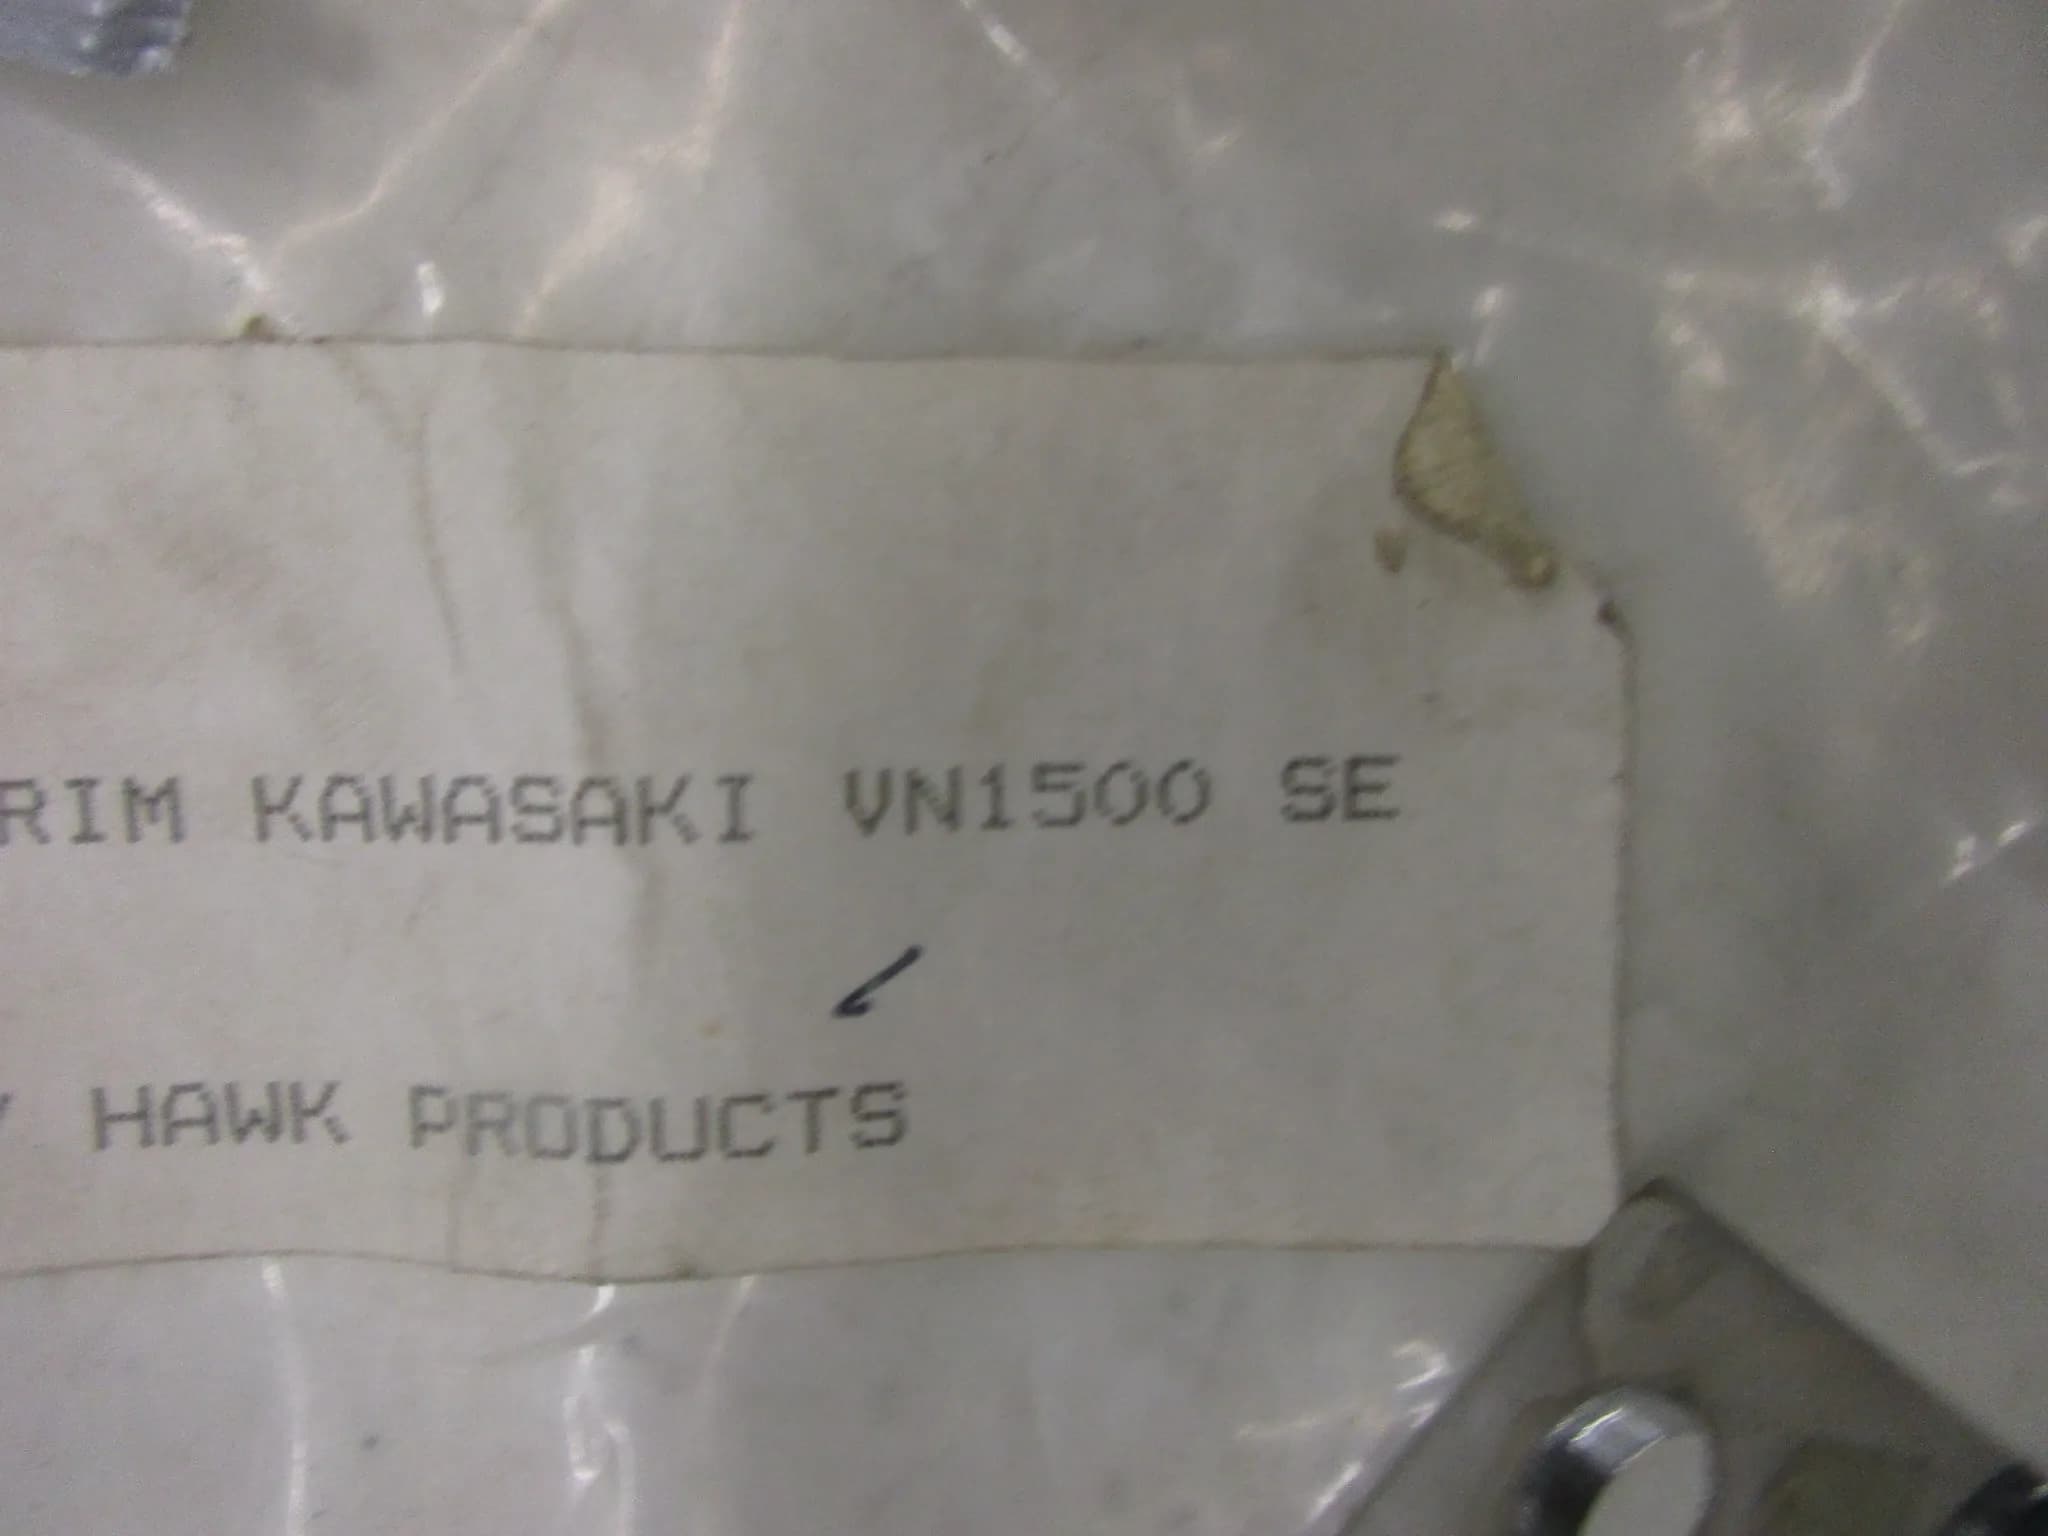 RIM KAWASAKI VN1500 SE
HAWK PRODUCTS